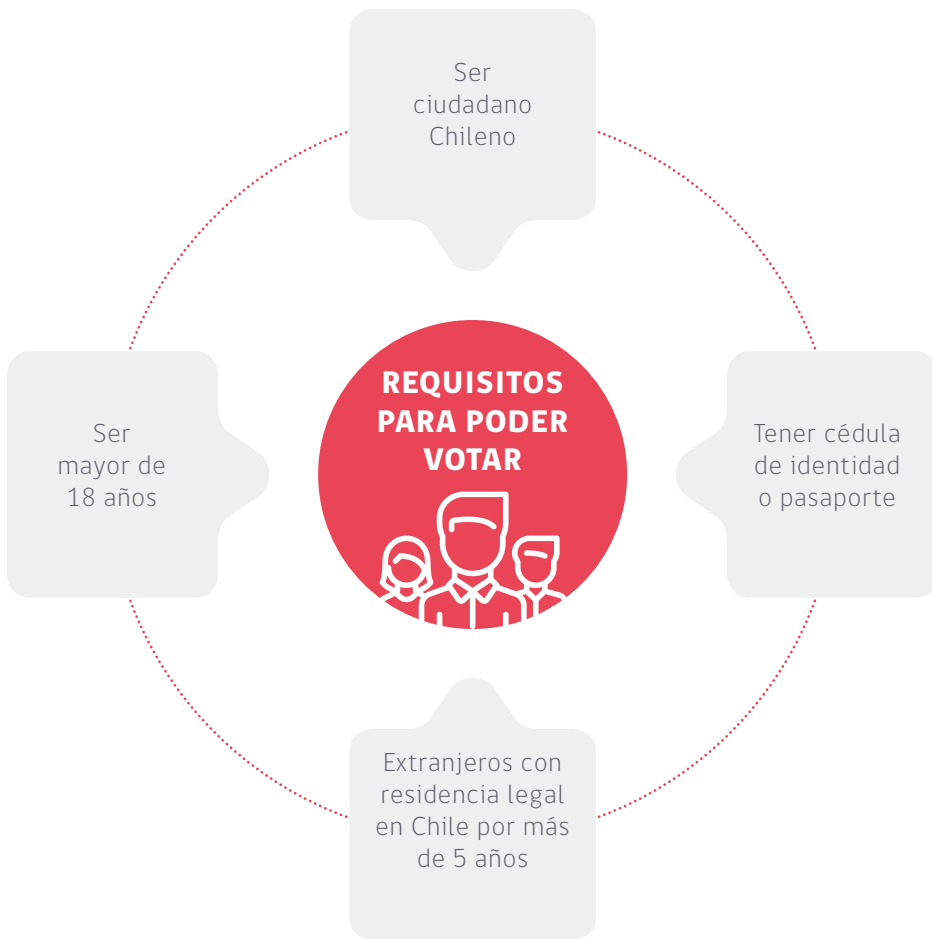 Ser
ciudadano
Chileno
REQUISITOS
PARA PODER
VOTAR
Ser
mayor de
18 años
Tener cédula
de identidad
o pasaporte
Extranjeros con
residencia legal
en Chile por más
de 5 años